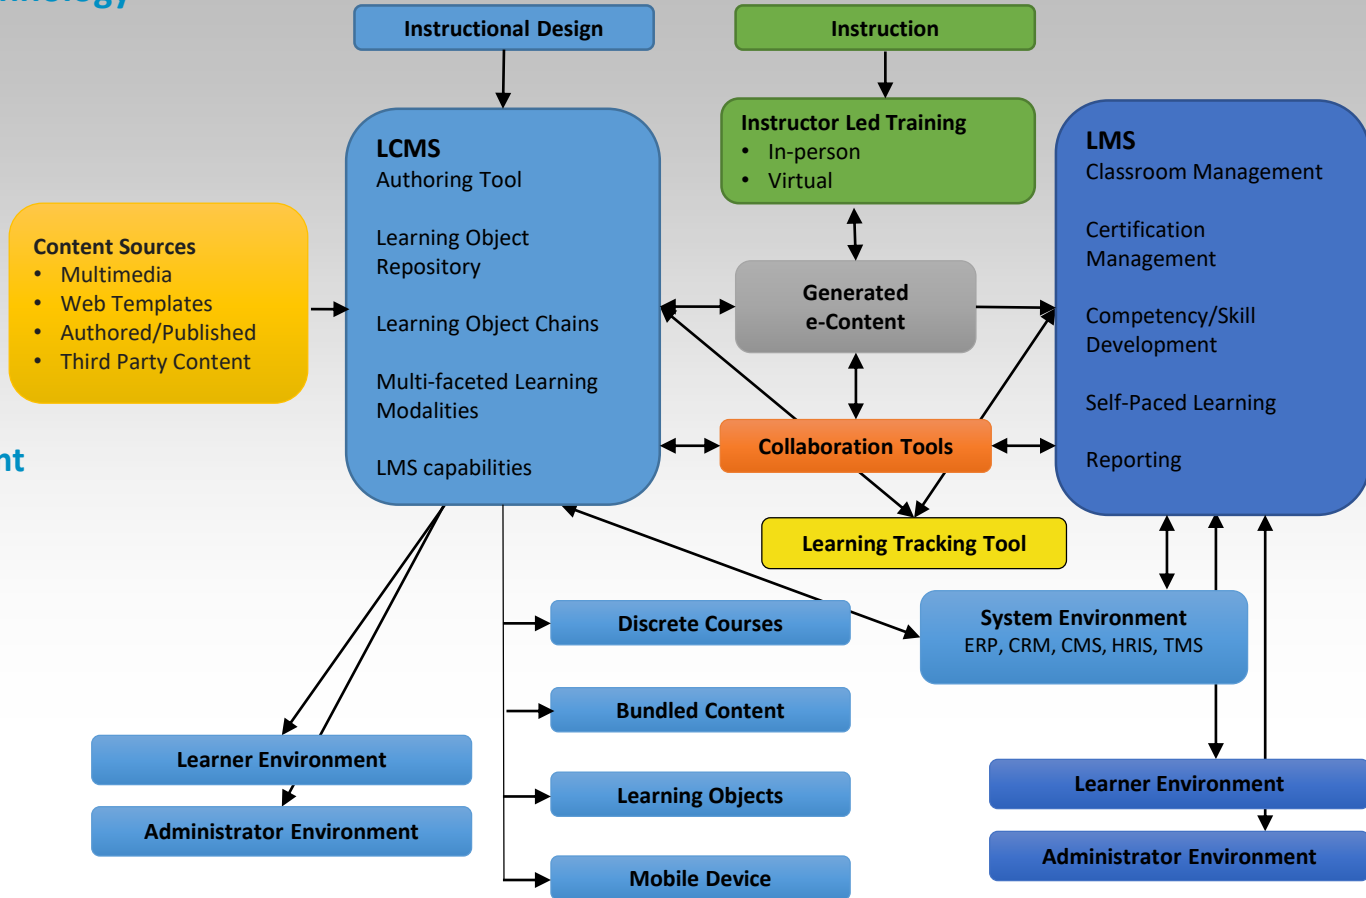 Instructional Design
Instruction
LCMS
Authoring Tool
Learning Object
Repository
Learning Object Chains
Multi-faceted Learning
Modalities
LMS capabilities
Instructor Led Training
• In-person
• Virtual
LMS
Classroom Management
Certification
Management
Competency/Skill
Development
Self-Paced Learning
Reporting
Content Sources
• Multimedia
• Web Templates
• Authored/Published
• Third Party Content
Generated
e-Content
Collaboration Tools
Learning Tracking Tool
System Environment
ERP, CRM, CMS, HRIS, TMS
Discrete Courses
Bundled Content
Learning Objects
Mobile Device
Learner Environment
Administrator Environment
Learner Environment
Administrator Environment